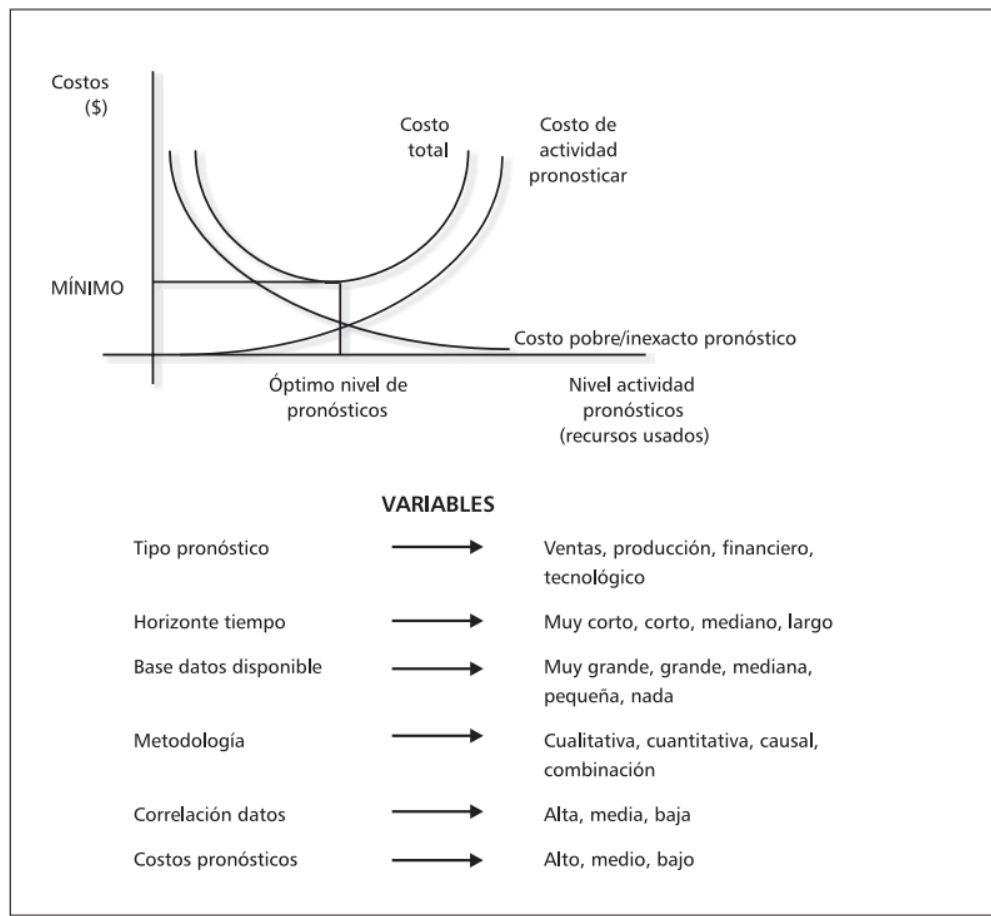 Costos
($)
Costo
total
Costo de
actividad
pronosticar
MÍNIMO
Costo pobre/inexacto pronóstico
Óptimo nivel de
pronósticos
Nivel actividad
pronósticos
(recursos usados)
VARIABLES
Tipo pronóstico
Ventas, producción, financiero,
tecnológico
Horizonte tiempo
Muy corto, corto, mediano, largo
Base datos disponible
Muy grande, grande, mediana,
pequeña, nada
Metodología
Cualitativa, cuantitativa, causal,
combinación
Correlación datos
Alta, media, baja
Costos pronósticos
Alto, medio, bajo